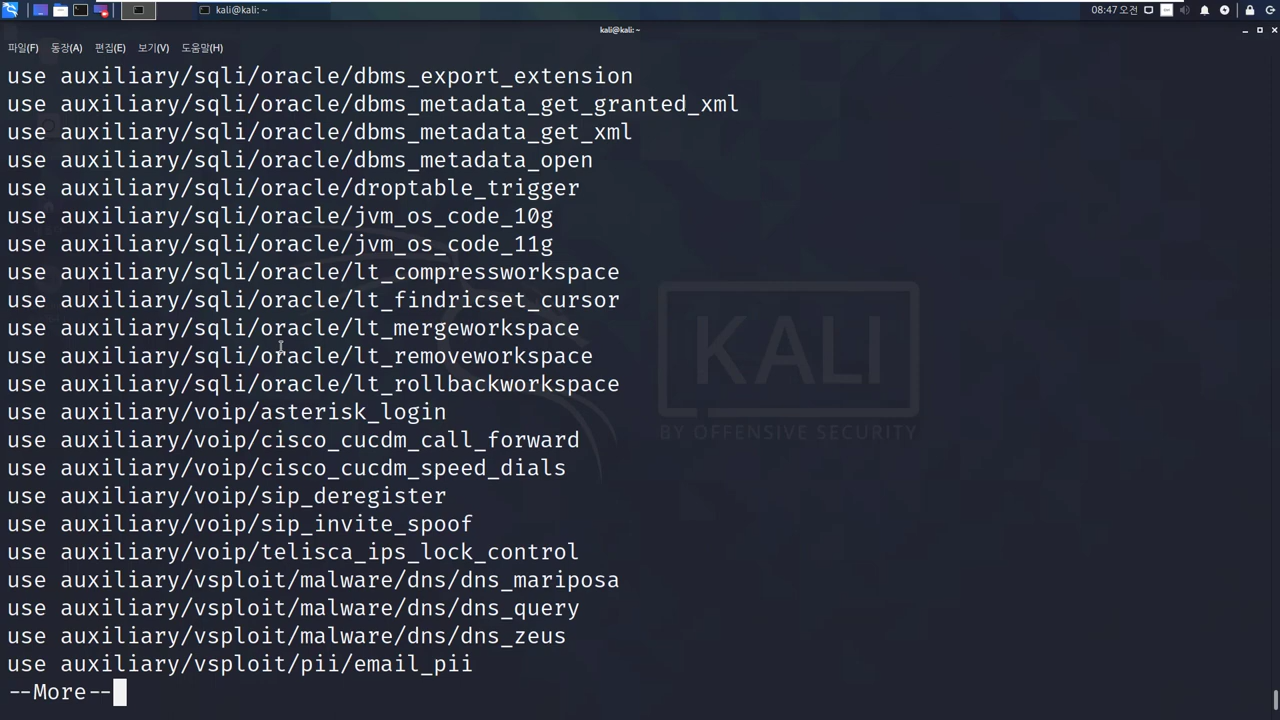 kali@kali: ~
08:47 오전
kali@kali: ~
파일(F) 동장(A) 편집(E) 보기(V) 도움말(H)
use auxiliary/sqli/oracle/dbms_export_extension
use auxiliary/sqli/oracle/dbms_metadata_get_granted_xml
use auxiliary/sqli/oracle/dbms_metadata_get_xml
use auxiliary/sqli/oracle/dbms_metadata_open
use auxiliary/sqli/oracle/droptable_trigger
use auxiliary/sqli/oracle/jvm_os_code_10g
use auxiliary/sqli/oracle/jvm_os_code_11g
use auxiliary/sqli/oracle/lt_compressworkspace
use auxiliary/sqli/oracle/lt_findricset_cursor
use auxiliary/sqli/oracle/lt_mergeworkspace
use auxiliary/sqli/oracle/lt_removeworkspace
use auxiliary/sqli/oracle/lt_rollbackworkspace
use auxiliary/voip/asterisk_login
use auxiliary/voip/cisco_cucdm_call_forward
use auxiliary/voip/cisco_cucdm_speed_dials
use auxiliary/voip/sip_deregister
use auxiliary/voip/sip_invite_spoof
use auxiliary/voip/telisca_ips_lock_control
use auxiliary/vsploit/malware/dns/dns_mariposa
use auxiliary/vsploit/malware/dns/dns_query
use auxiliary/vsploit/malware/dns/dns_zeus
use auxiliary/vsploit/pii/email_pii
--More--
KALI
BY OFFENSIVE SECURITY